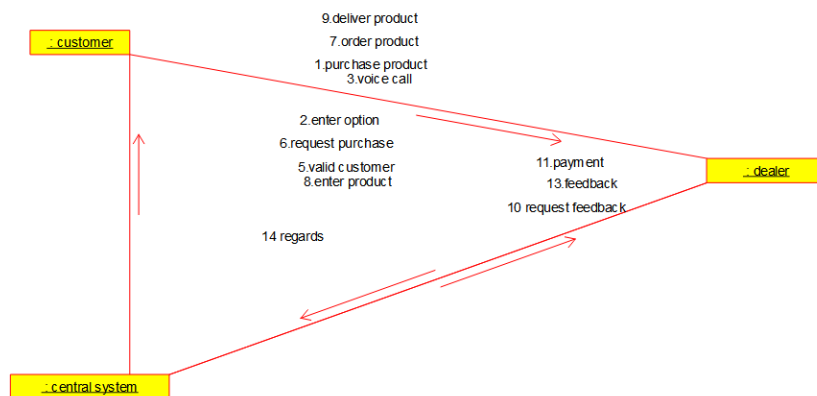 9.deliver product
: customer
7.order product
1.purchase product
3.voice call
2.enter option
6.request purchase
5.valid customer
8.enter product
11.payment
: dealer
13.feedback
10 request feedback
14 regards
: central system